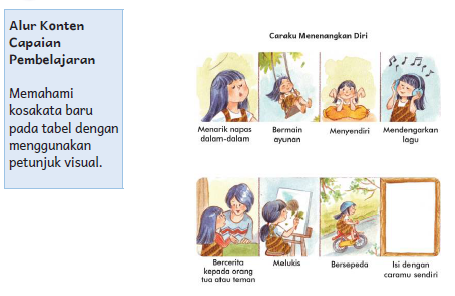 Alur Konten
Capaian
Pembelajaran
Memahami
kosakata baru
pada tabel dengan
menggunakan
petunjuk visual.
Caraku Menenangkan Diri
Menarik napas
dalam-dalam
Bermain
ayunan
Menyendiri
Mendengarkan
lagu
Bercerita
kepada orang
tua atau teman
Melukis
Bersepeda
Isi dengan
caramu sendiri